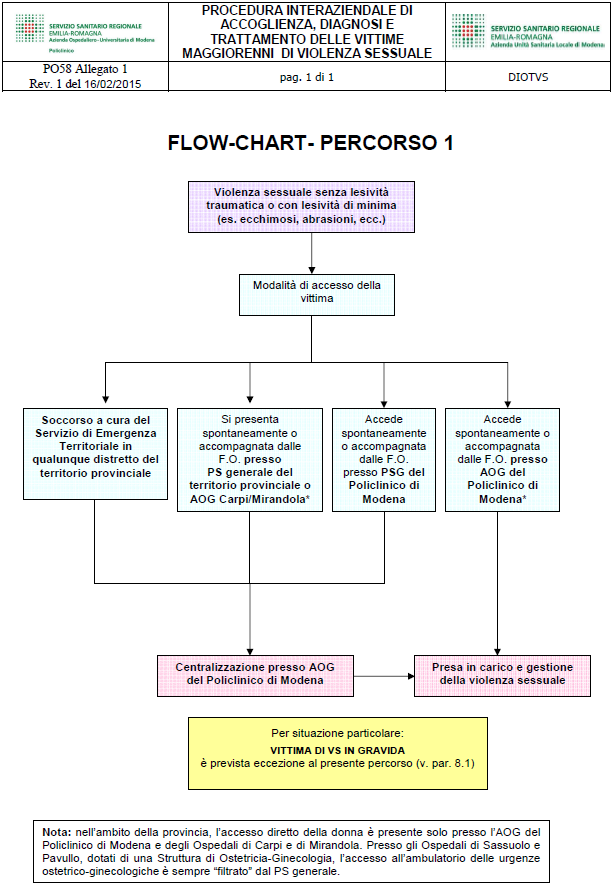 SERVIZIO SANITARIO REGIONALE
EMILIA-ROMAGNA
Azienda Ospedaliero - Universitaria di Modena
Policlinico
PROCEDURA INTERAZIENDALE DI
ACCOGLIENZA, DIAGNOSI E
TRATTAMENTO DELLE VITTIME
MAGGIORENNI DI VIOLENZA SESSUALE
SERVIZIO SANITARIO REGIONALE
EMILIA-ROMAGNA
Azienda Unità Sanitaria Locale di Modena
PO58 Allegato 1
Rev. 1 del 16/02/2015
pag. 1 di 1
DIOTVS
FLOW-CHART- PERCORSO 1
Violenza sessuale senza lesività
traumatica o con lesività di minima
(es. ecchimosi, abrasioni, ecc.)
Modalità di accesso della
vittima
Soccorso a cura del
Servizio di Emergenza
Territoriale in
qualunque distretto del
territorio provinciale
Si presenta
spontaneamente o
accompagnata dalle
F.O. presso
PS generale del
territorio provinciale o
AOG Carpi/Mirandola*
Accede
spontaneamente
o accompagnata
dalle F.O.
presso PSG del
Policlinico di
Modena
Accede
spontaneamente o
accompagnata
dalle F.O. presso
AOG del
Policlinico di
Modena*
Centralizzazione presso AOG
del Policlinico di Modena
Presa in carico e gestione
della violenza sessuale
Per situazione particolare:
VITTIMA DI VS IN GRAVIDA
è prevista eccezione al presente percorso (v. par. 8.1)
Nota: nell'ambito della provincia, l'accesso diretto della donna è presente solo presso l'AOG del
Policlinico di Modena e degli Ospedali di Carpi e di Mirandola. Presso gli Ospedali di Sassuolo e
Pavullo, dotati di una Struttura di Ostetricia-Ginecologia, l'accesso all'ambulatorio delle urgenze
ostetrico-ginecologiche è sempre "filtrato" dal PS generale.